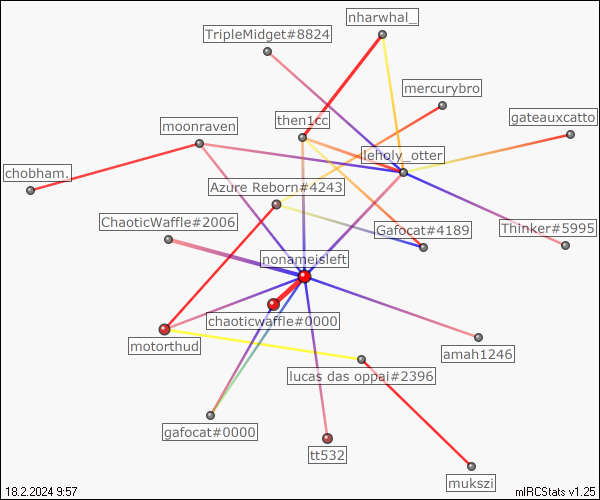 nharwhal_
TripleMidget#8824
mercurybro
gateauxcatto
then1cc
moonraven
leholy_otter
chobham.
Azure Reborn#4243
ChaoticWaffle#2006
Gafocat#4189
Thinker#5995
nonameisleft
chaoticwaffle#0000
motorthud
amah1246
lucas das oppai#2396
gafocat#0000
tt532
mukszi
18.2.2024 9:57
mIRCStats v1.25